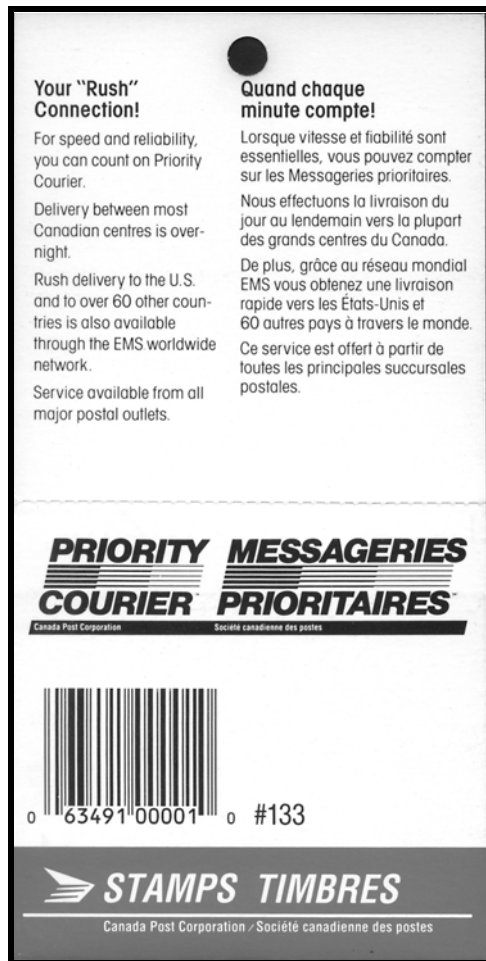 Your "Rush"
Connection!
For speed and reliability,
you can count on Priority
Courier.
Delivery between most
Canadian centres is over-
night.
Rush delivery to the U.S.
and to over 60 other coun-
tries is also available
through the EMS worldwide
network.
Service available from all
major postal outlets.
Quand chaque
minute compte!
Lorsque vitesse et fiabilité sont
essentielles, vous pouvez compter
sur les Messageries prioritaires.
Nous effectuons la livraison du
jour au lendemain vers la plupart
des grands centres du Canada.
De plus, grâce au réseau mondial
EMS vous obtenez une livraison
rapide vers les États-Unis et
60 autres pays à travers le monde.
Ce service est offert à partir de
toutes les principales succursales
postales.
PRIORITY
COURIER™
Canada Post Corporation
MESSAGERIES
PRIORITAIRES™
Société canadienne des postes
0 63491 00001 0 #133
STAMPS TIMBRES
Canada Post Corporation / Société canadienne des postes